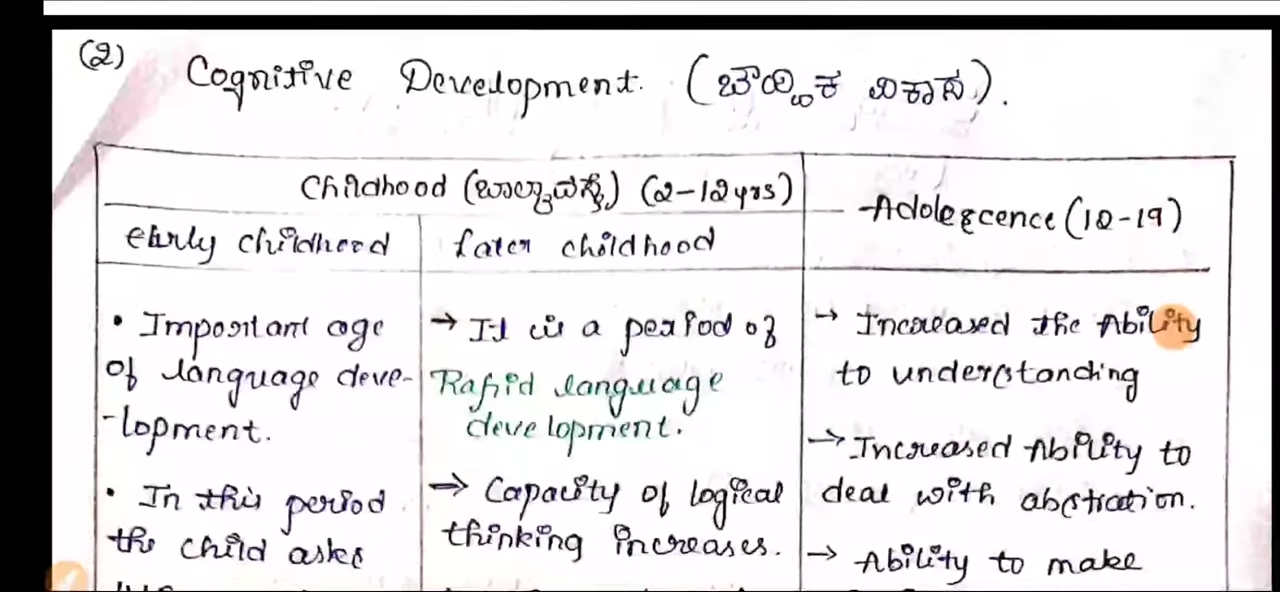 (2) Cognitive Development. (ಬೌದ್ಧಿಕ ವಿಕಾಸ).
Childhood (ಬಾಲ್ಯಾವಸ್ಥೆ) (2-12yrs)
Adolescence (12-19)
early childhood
later childhood
• Important age
of language deve-
-lopment.
• In this period
the child asks
→ It is a period of
Rapid language
development.
→ Capacity of logical
thinking increases.
→ Increased the Ability
to understanding
→ Increased Ability to
deal with abstration.
→ Ability to make